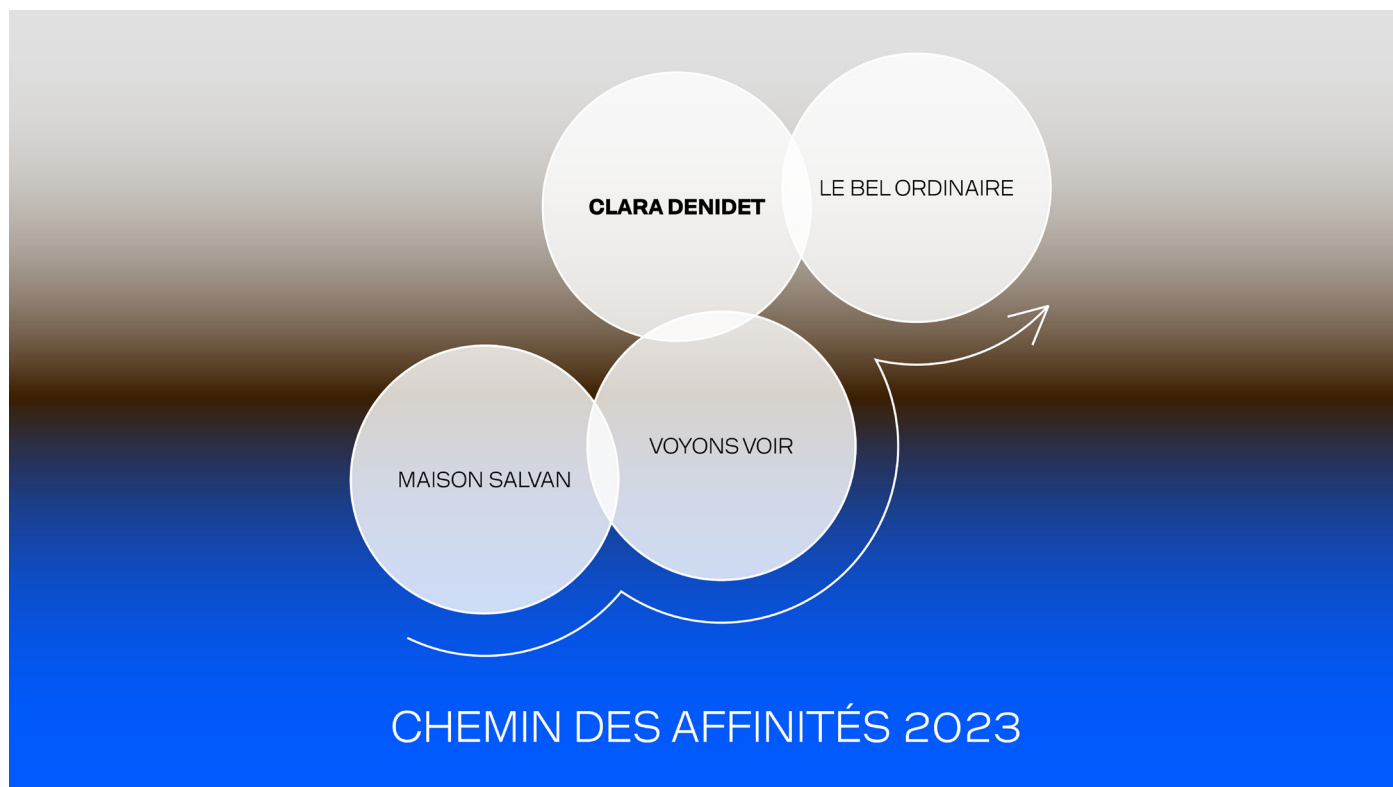 LE BEL ORDINAIRE
CLARA DENIDET
VOYONS VOIR
MAISON SALVAN
CHEMIN DES AFFINITÉS 2023